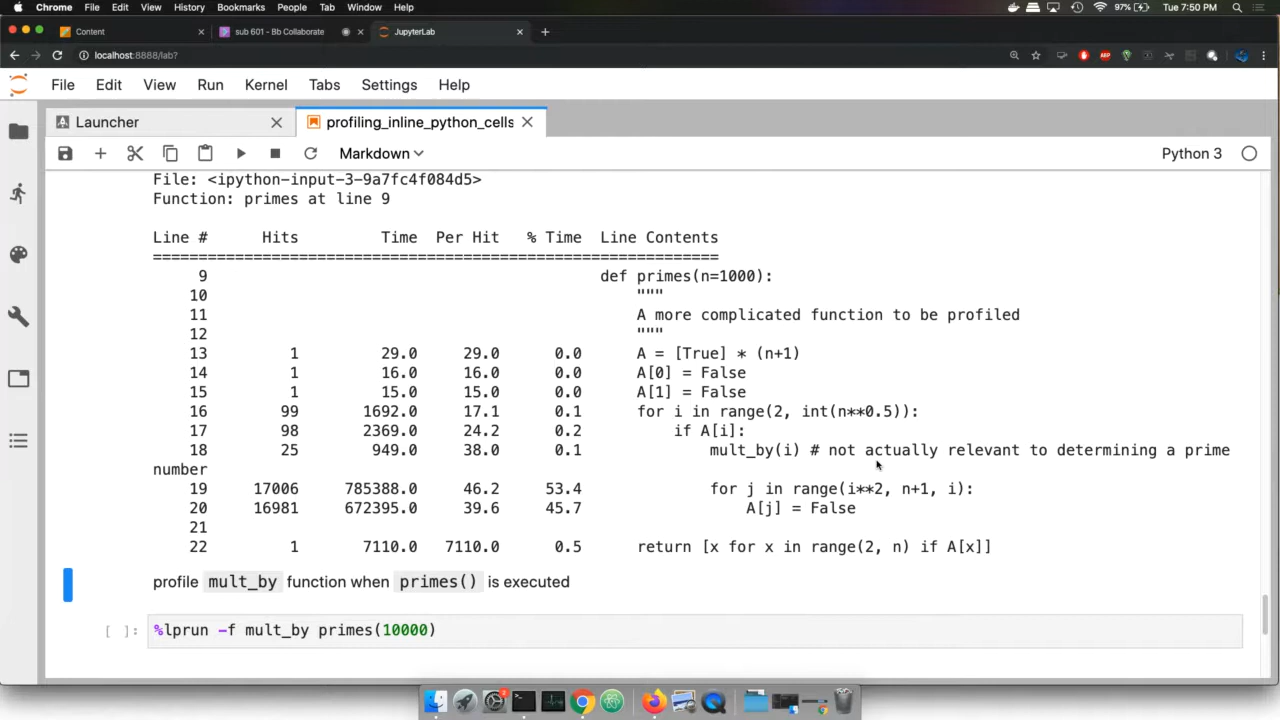 Chrome File Edit View History Bookmarks People Tab Window Help 97% Tue 7:50 PM
Content sub 601 - Bb Collaborate JupyterLab
localhost:8888/lab?
File Edit View Run Kernel Tabs Settings Help
Launcher profiling_inline_python_cells
Markdown Python 3
File: <ipython-input-3-9a7fc4f084d5>
Function: primes at line 9
Line # Hits Time Per Hit % Time Line Contents
==============================================================
9 def primes(n=1000):
10 """
11 A more complicated function to be profiled
12 """
13 1 29.0 29.0 0.0 A = [True] * (n+1)
14 1 16.0 16.0 0.0 A[0] = False
15 1 15.0 15.0 0.0 A[1] = False
16 99 1692.0 17.1 0.1 for i in range(2, int(n**0.5)):
17 98 2369.0 24.2 0.2 if A[i]:
18 25 949.0 38.0 0.1 mult_by(i) # not actually relevant to determining a prime
number
19 17006 785388.0 46.2 53.4 for j in range(i**2, n+1, i):
20 16981 672395.0 39.6 45.7 A[j] = False
21
22 1 7110.0 7110.0 0.5 return [x for x in range(2, n) if A[x]]
profile mult_by function when primes() is executed
[ ]: %lprun -f mult_by primes(10000)